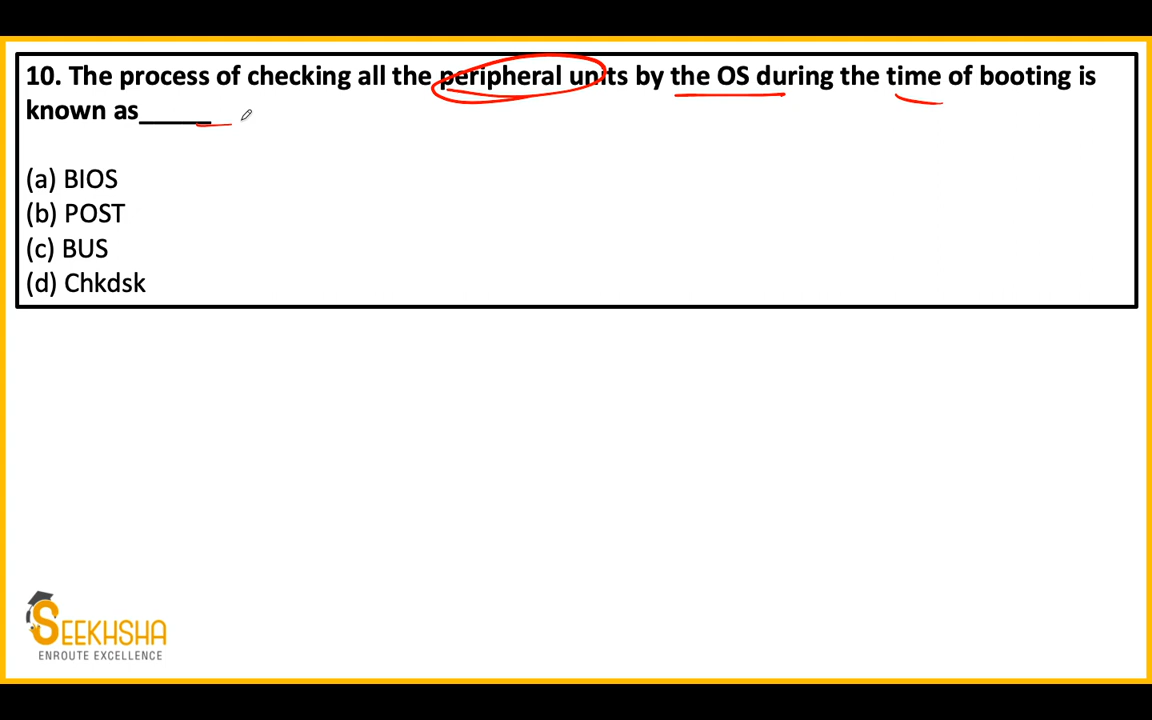 10. The process of checking all the peripheral units by the OS during the time of booting is
known as_____
(a) BIOS
(b) POST
(c) BUS
(d) Chkdsk
SEEKHSHA
ENROUTE EXCELLENCE